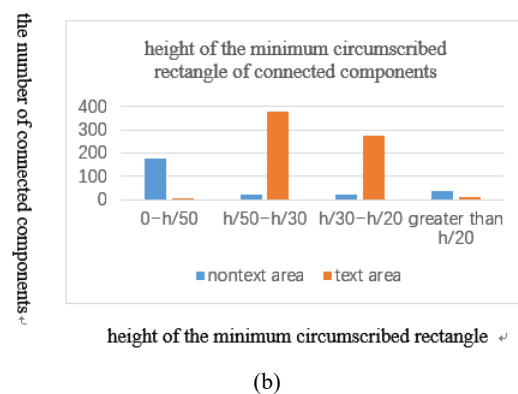 the number of connected components↵
height of the minimum circumscribed
rectangle of connected components
400
300
200
100
0
0-h/50 h/50-h/30 h/30-h/20 greater than
h/20
nontext area text area
height of the minimum circumscribed rectangle ↵
(b)